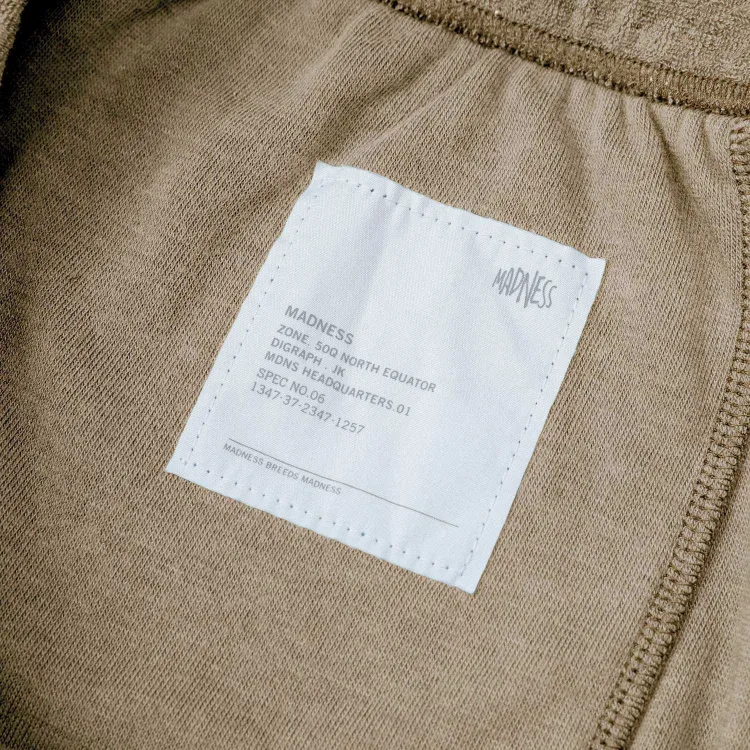 MADNESS
MADNESS
ZONE. 50Q NORTH EQUATOR
DIGRAPH . JK
MDNS HEADQUARTERS.01
SPEC NO.06
1347·37-2347·1257
MADNESS BREEDS MADNESS